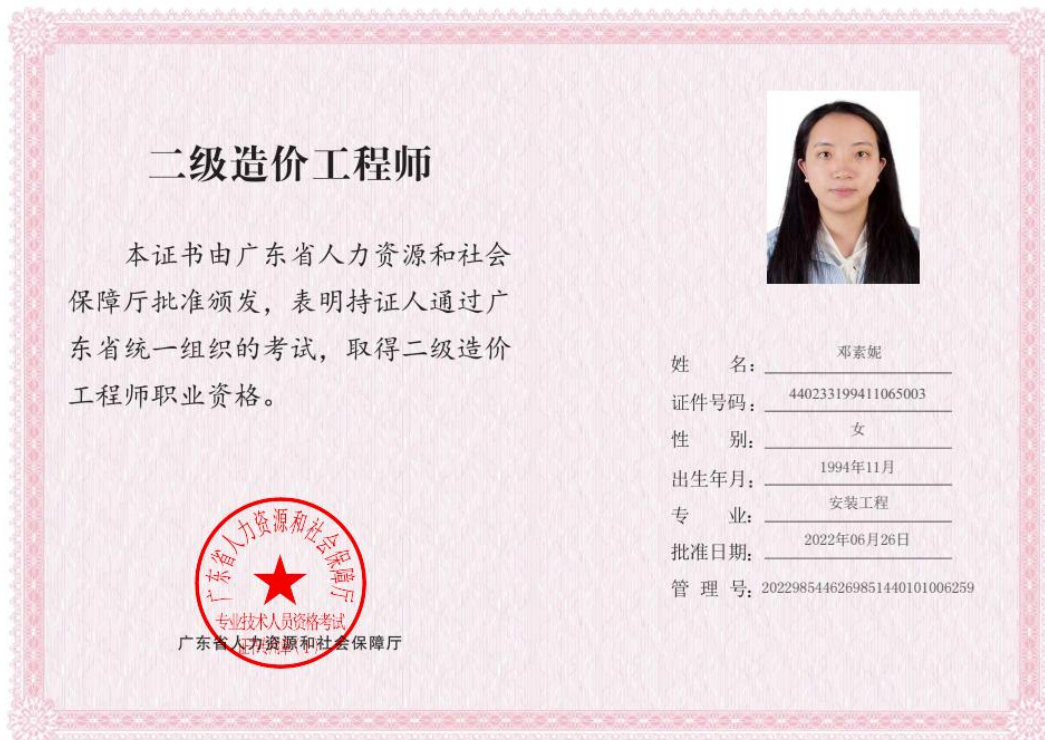 二级造价工程师
本证书由广东省人力资源和社会
保障厅批准颁发，表明持证人通过广
东省统一组织的考试，取得二级造价
工程师职业资格。
广东省人力资源和社会保障厅
专业技术人员资格考试
广东省人力资源和社会保障厅
姓 名：邓素妮
证件号码：440233199411065003
性 别：女
出生年月：1994年11月
专 业：安装工程
批准日期：2022年06月26日
管 理 号：2022985446269851440101006259